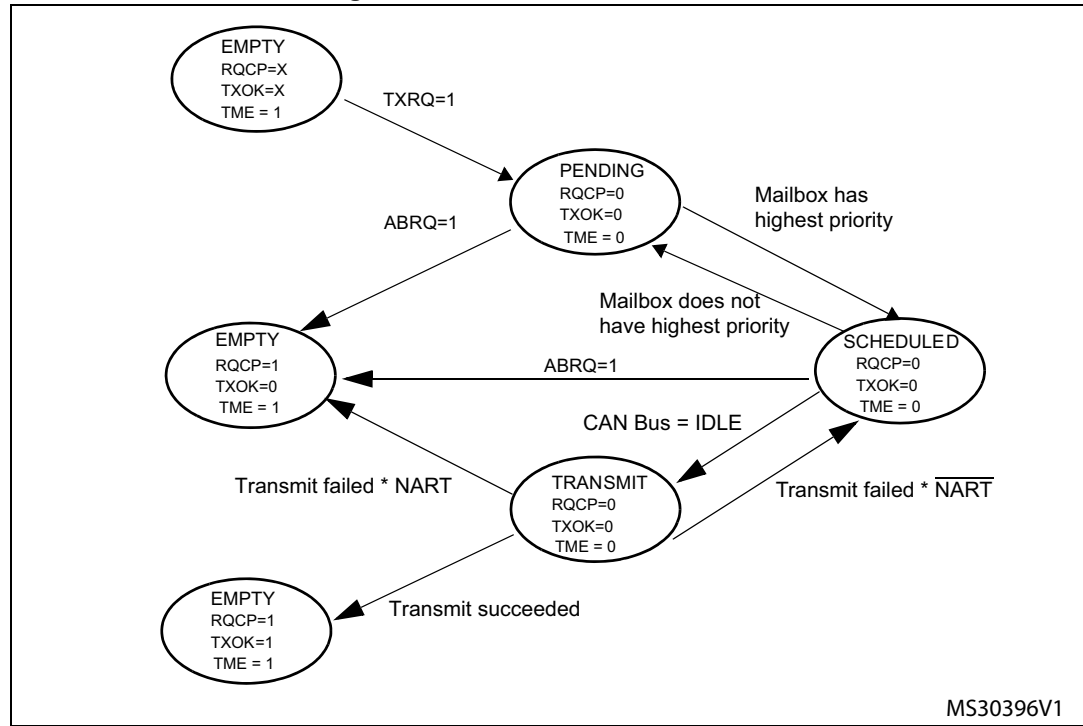 EMPTY
RQCP=X
TXOK=X
TME = 1
TXRQ=1
PENDING
RQCP=0
TXOK=0
TME = 0
Mailbox has
highest priority
ABRQ=1
Mailbox does not
have highest priority
EMPTY
RQCP=1
TXOK=0
TME = 1
SCHEDULED
RQCP=0
TXOK=0
TME = 0
ABRQ=1
CAN Bus = IDLE
Transmit failed * NART
TRANSMIT
RQCP=0
TXOK=0
TME = 0
Transmit failed * N̅A̅R̅T̅
EMPTY
RQCP=1
TXOK=1
TME = 1
Transmit succeeded
MS30396V1